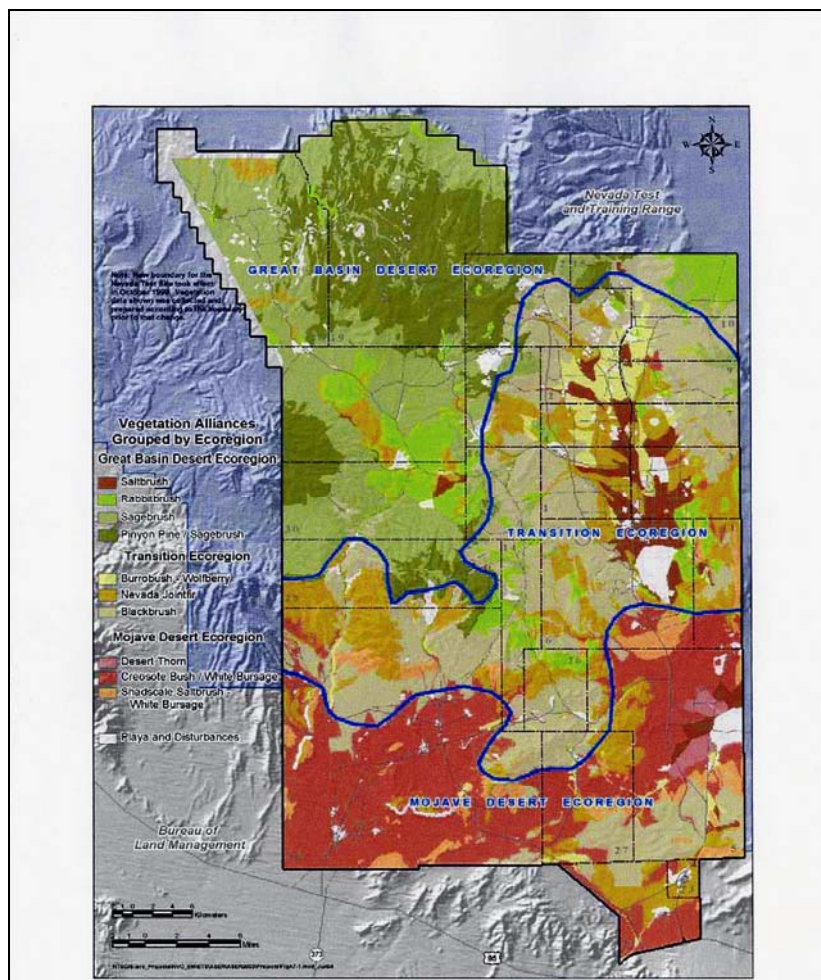 N
W E
S
Nevada Test
and Training Range
GREAT BASIN DESERT ECOREGION
Note: New boundary for the
Nevada Test Site took effect
in October 1999. Vegetation
data shown was collected and
prepared according to the boundary
prior to that change.
Vegetation Alliances
Grouped by Ecoregion
Great Basin Desert Ecoregion
Saltbrush
Rabbitbrush
Sagebrush
Pinyon Pine / Sagebrush
Transition Ecoregion
Burrobush - Wolfberry
Nevada Jointfir
Blackbrush
Mojave Desert Ecoregion
Desert Thorn
Creosote Bush / White Bursage
Shadscale Saltbrush -
White Bursage
Playa and Disturbances
TRANSITION ECOREGION
MOJAVE DESERT ECOREGION
Bureau of
Land Management
27
5
Kilometers
Miles
373
95